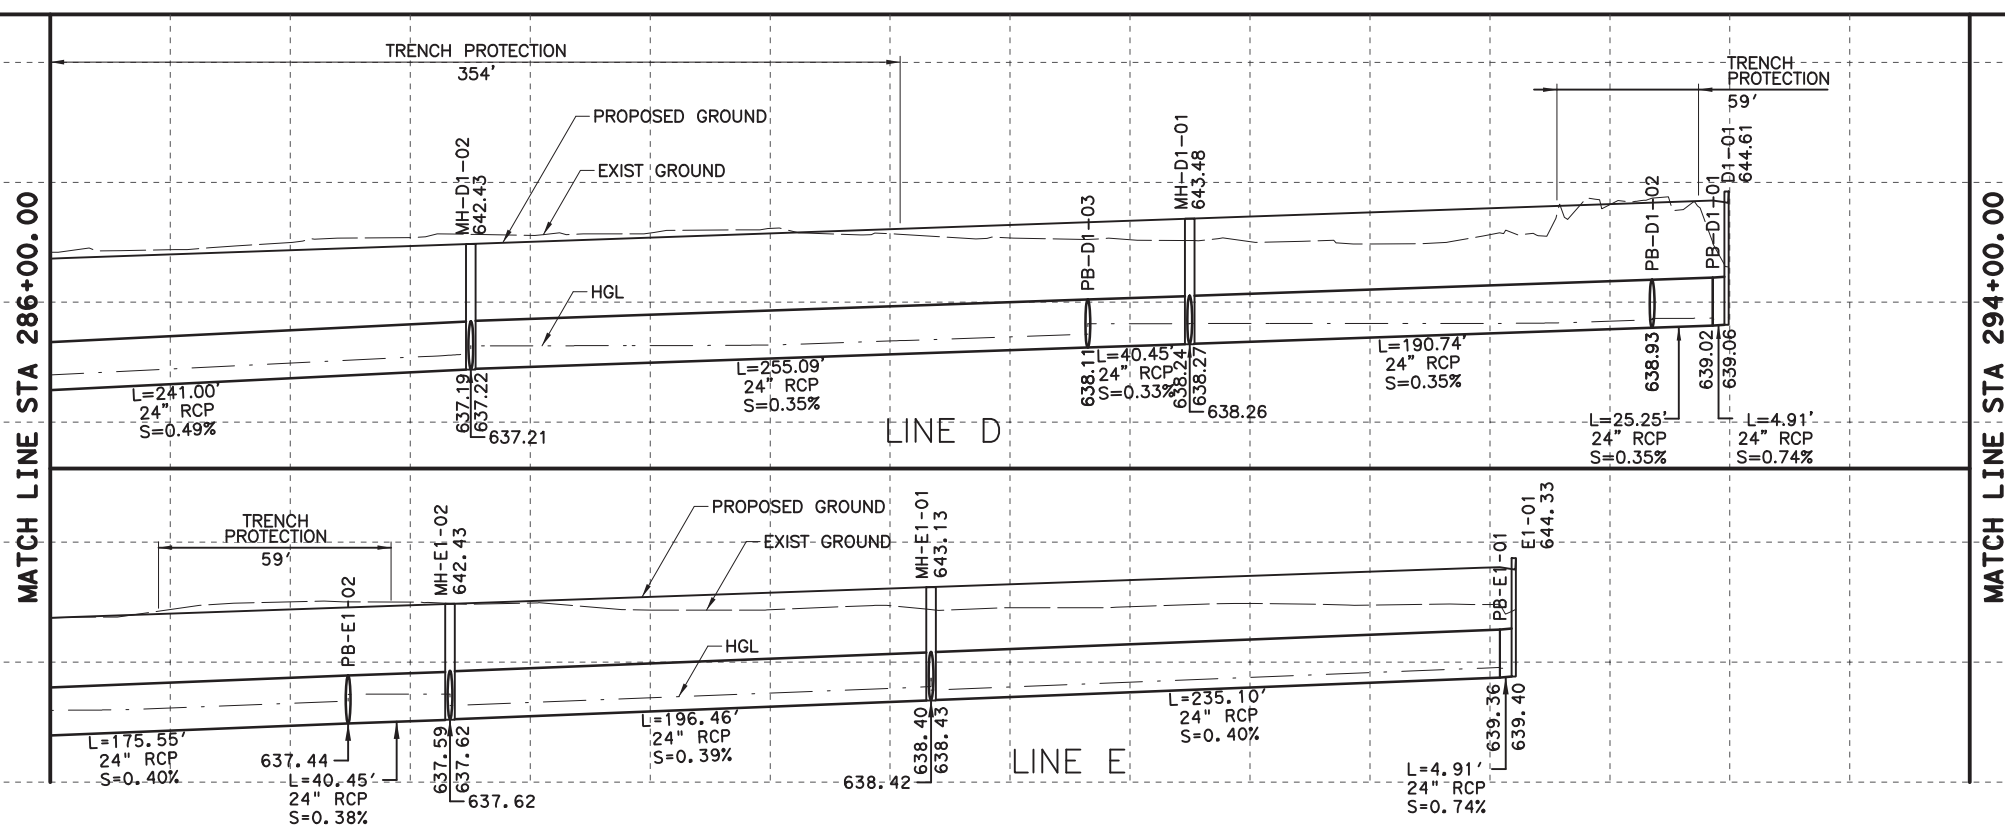 MATCH LINE STA 286+00.00
TRENCH PROTECTION
354'
PROPOSED GROUND
EXIST GROUND
MH-D1-02
642.43
HGL
L=241.00'
24" RCP
S=0.49%
637.19
637.22
637.21
L=255.09'
24" RCP
S=0.35%
LINE D
PB-D1-03
638.11
L=40.45'
24" RCP
S=0.33%
MH-D1-01
643.48
638.24
638.27
638.26
L=190.74'
24" RCP
S=0.35%
TRENCH
PROTECTION
59'
PB-D1-02
638.93
PB-D1-01
D1-01
644.61
639.02
639.06
L=25.25'
24" RCP
S=0.35%
L=4.91'
24" RCP
S=0.74%
MATCH LINE STA 294+00.00
TRENCH
PROTECTION
59'
PB-E1-02
MH-E1-02
642.43
PROPOSED GROUND
EXIST GROUND
HGL
L=175.55'
24" RCP
S=0.40%
637.44
L=40.45'
24" RCP
S=0.38%
637.59
637.62
637.62
L=196.46'
24" RCP
S=0.39%
MH-E1-01
643.13
638.40
638.43
638.42
LINE E
L=235.10'
24" RCP
S=0.40%
PB-E1-01
E1-01
644.33
639.36
639.40
L=4.91'
24" RCP
S=0.74%